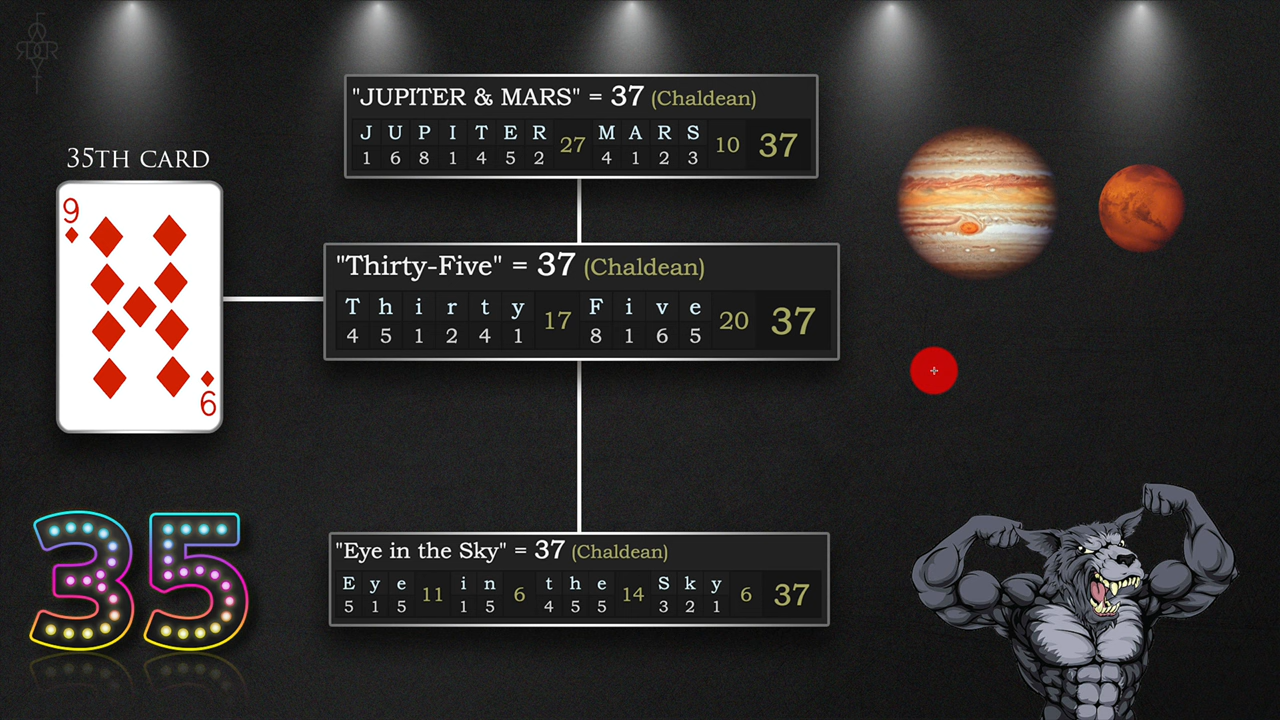 "JUPITER & MARS" = 37 (Chaldean)
J U P I T E R 27 M A R S 10 37
1 6 8 1 4 5 2 4 1 2 3
35TH CARD
9
9
"Thirty-Five" = 37 (Chaldean)
T h i r t y 17 F i v e 20 37
4 5 1 2 4 1 8 1 6 5
35
"Eye in the Sky" = 37 (Chaldean)
E y e 11 i n 6 t h e 14 S k y 6 37
5 1 5 1 5 4 5 5 3 2 1